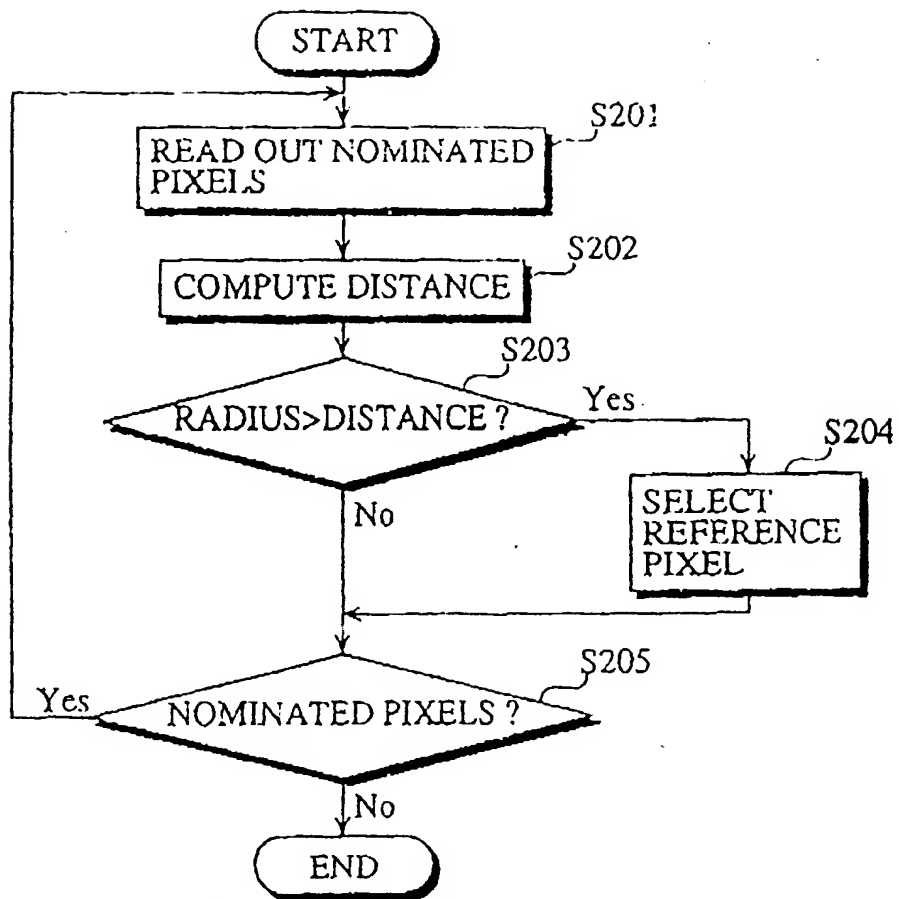 START
S201
READ OUT NOMINATED
PIXELS
S202
COMPUTE DISTANCE
S203
RADIUS>DISTANCE ?
Yes
S204
No
SELECT
REFERENCE
PIXEL
S205
Yes
NOMINATED PIXELS ?
No
END